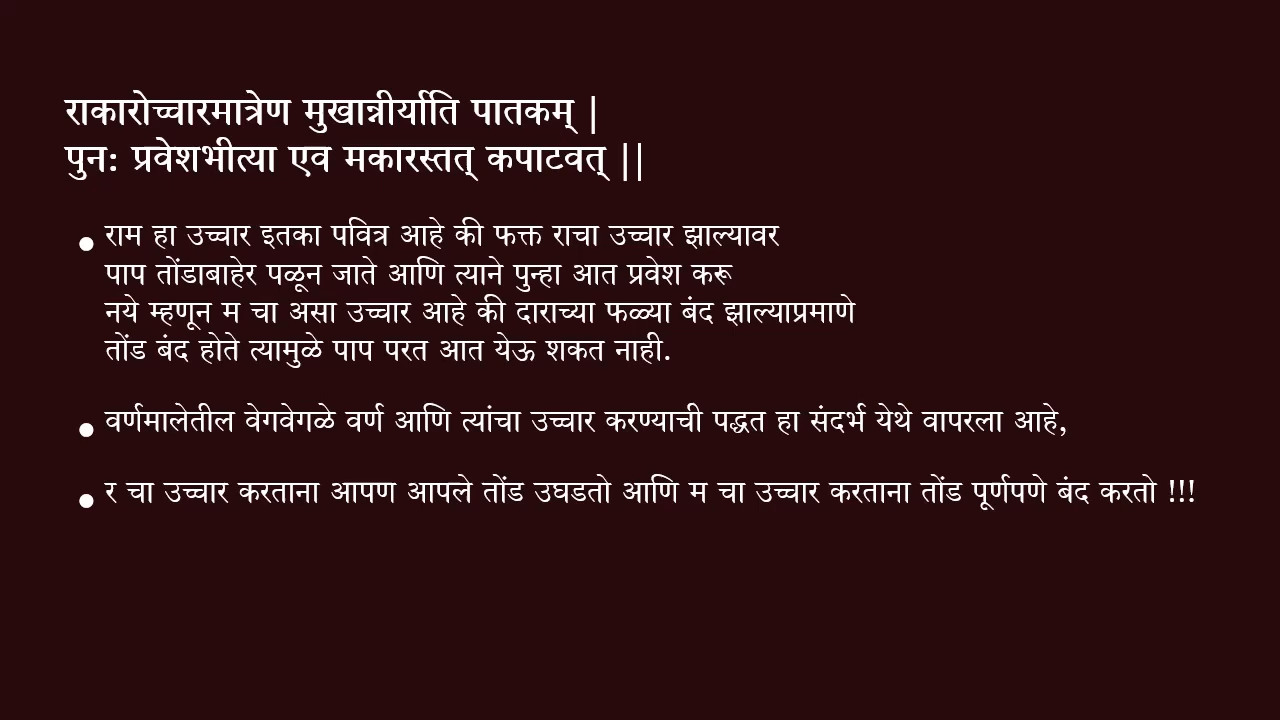 राकारोच्चारमात्रेण मुखान्नीर्याति पातकम् |
पुनः प्रवेशभीत्या एव मकारस्तत् कपाटवत् ||
• राम हा उच्चार इतका पवित्र आहे की फक्त राचा उच्चार झाल्यावर
पाप तोंडाबाहेर पळून जाते आणि त्याने पुन्हा आत प्रवेश करू
नये म्हणून म चा असा उच्चार आहे की दाराच्या फळ्या बंद झाल्याप्रमाणे
तोंड बंद होते त्यामुळे पाप परत आत येऊ शकत नाही.
• वर्णमालेतील वेगवेगळे वर्ण आणि त्यांचा उच्चार करण्याची पद्धत हा संदर्भ येथे वापरला आहे,
• र चा उच्चार करताना आपण आपले तोंड उघडतो आणि म चा उच्चार करताना तोंड पूर्णपणे बंद करतो !!!